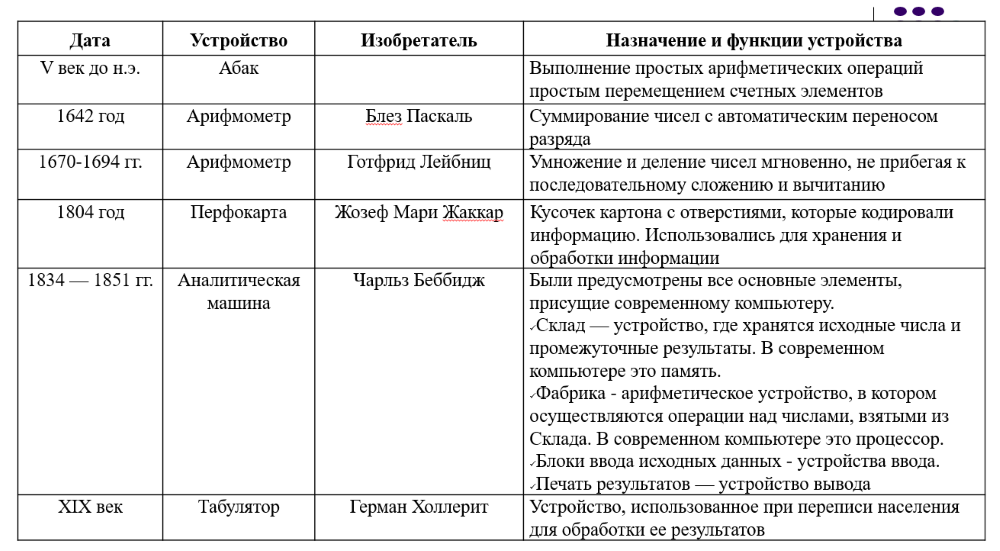 Дата Устройство Изобретатель Назначение и функции устройства
V век до н.э. Абак Выполнение простых арифметических операций
простым перемещением счетных элементов
1642 год Арифмометр Блез Паскаль Суммирование чисел с автоматическим переносом
разряда
1670-1694 гг. Арифмометр Готфрид Лейбниц Умножение и деление чисел мгновенно, не прибегая к
последовательному сложению и вычитанию
1804 год Перфокарта Жозеф Мари Жаккар Кусочек картона с отверстиями, которые кодировали
информацию. Использовались для хранения и
обработки информации
1834 — 1851 гг. Аналитическая Чарльз Беббидж Были предусмотрены все основные элементы,
машина присущие современному компьютеру.
✓Склад — устройство, где хранятся исходные числа и
промежуточные результаты. В современном
компьютере это память.
✓Фабрика - арифметическое устройство, в котором
осуществляются операции над числами, взятыми из
Склада. В современном компьютере это процессор.
✓Блоки ввода исходных данных - устройства ввода.
✓Печать результатов — устройство вывода
XIX век Табулятор Герман Холлерит Устройство, использованное при переписи населения
для обработки ее результатов